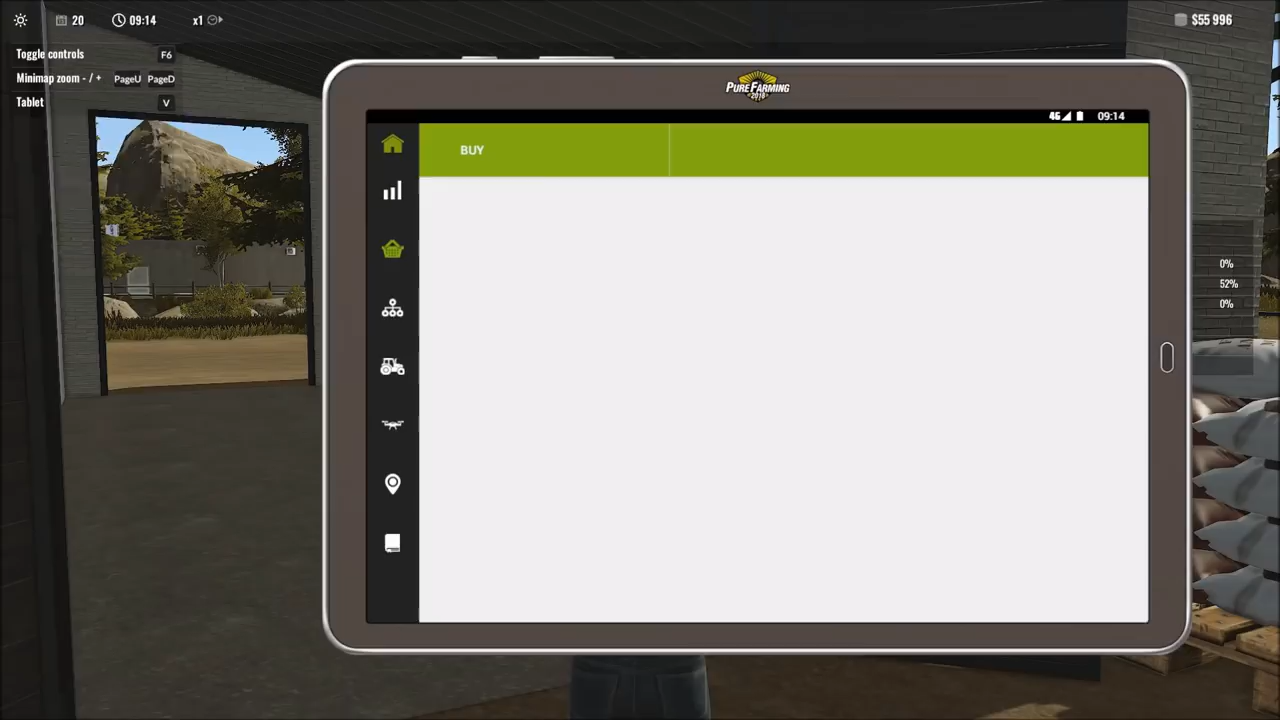 20
09:14
x1
$55 996
Toggle controls F6
Minimap zoom - / + PageU PageD
Tablet V
PURE FARMING
2018
4G
09:14
BUY
0%
52%
0%